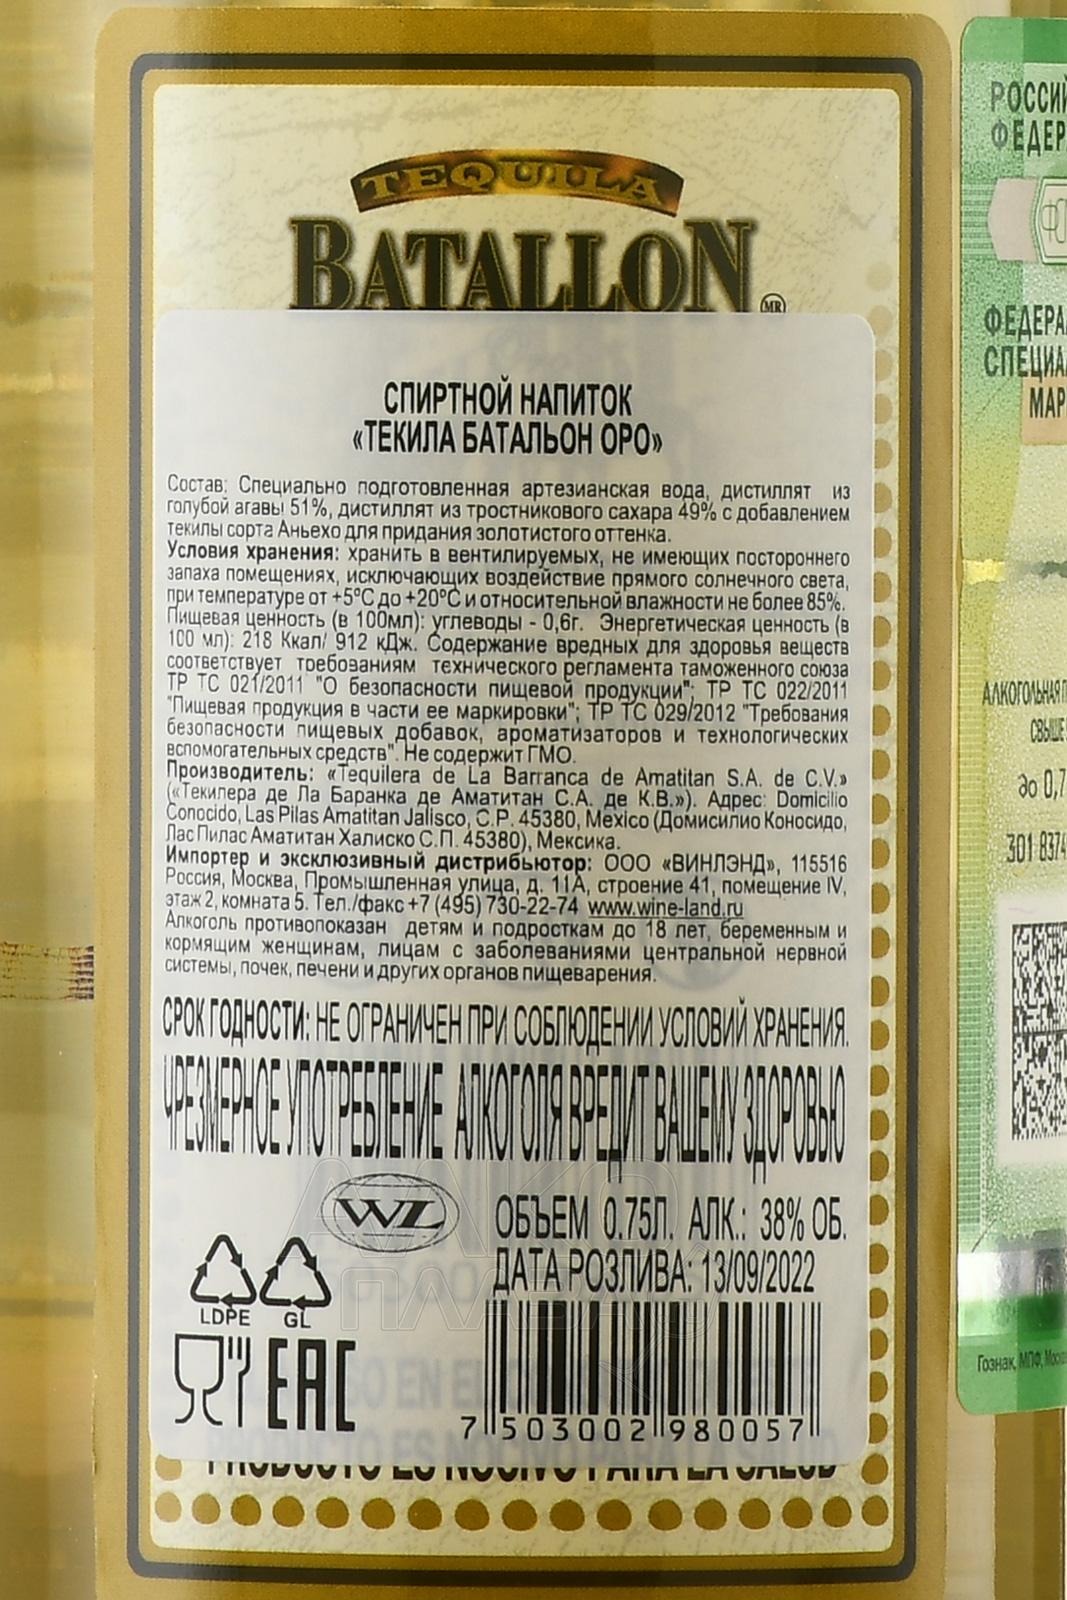 TEQUILA
BATALLON
MR
СПИРТНОЙ НАПИТОК
«ТЕКИЛА БАТАЛЬОН ОРО»
Состав: Специально подготовленная артезианская вода, дистиллят из
голубой агавы 51%, дистиллят из тростникового сахара 49% с добавлением
текилы сорта Аньехо для придания золотистого оттенка.
Условия хранения: хранить в вентилируемых, не имеющих постороннего
запаха помещениях, исключающих воздействие прямого солнечного света,
при температуре от +5°С до +20°С и относительной влажности не более 85%.
Пищевая ценность (в 100мл): углеводы - 0,6г. Энергетическая ценность (в
100 мл): 218 Ккал/ 912 кДж. Содержание вредных для здоровья веществ
соответствует требованиям технического регламента таможенного союза
ТР ТС 021/2011 "О безопасности пищевой продукции"; ТР ТС 022/2011
"Пищевая продукция в части ее маркировки"; ТР ТС 029/2012 "Требования
безопасности пищевых добавок, ароматизаторов и технологических
вспомогательных средств". Не содержит ГМО.
Производитель: «Tequilera de La Barranca de Amatitan S.A. de C.V.»
(«Текилера де Ла Баранка де Аматитан С.А. де К.В.»). Адрес: Domicilio
Conocido, Las Pilas Amatitan Jalisco, C.P. 45380, Mexico (Домисилио Коносидо,
Лас Пилас Аматитан Халиско С.П. 45380), Мексика.
Импортер и эксклюзивный дистрибьютор: ООО «ВИНЛЭНД», 115516
Россия, Москва, Промышленная улица, д. 11А, строение 41, помещение IV,
этаж 2, комната 5. Тел./факс +7 (495) 730-22-74 www.wine-land.ru
Алкоголь противопоказан детям и подросткам до 18 лет, беременным и
кормящим женщинам, лицам с заболеваниями центральной нервной
системы, почек, печени и других органов пищеварения.
СРОК ГОДНОСТИ: НЕ ОГРАНИЧЕН ПРИ СОБЛЮДЕНИИ УСЛОВИЙ ХРАНЕНИЯ.
ЧРЕЗМЕРНОЕ УПОТРЕБЛЕНИЕ АЛКОГОЛЯ ВРЕДИТ ВАШЕМУ ЗДОРОВЬЮ
WL
ОБЪЕМ 0.75Л. АЛК.: 38% ОБ.
ДАТА РОЗЛИВА: 13/09/2022
LDPE GL
EAC
7 503002 980057
PRODUCTO ES NOCIVO PARA LA SALUD
РОССИЙ
ФЕДЕР
ФЕДЕРА
СПЕЦИА
МАР
АЛКОГОЛЬНАЯ П
СВЫШЕ
до 0,7
301 8374
Гознак, МПФ, Моск